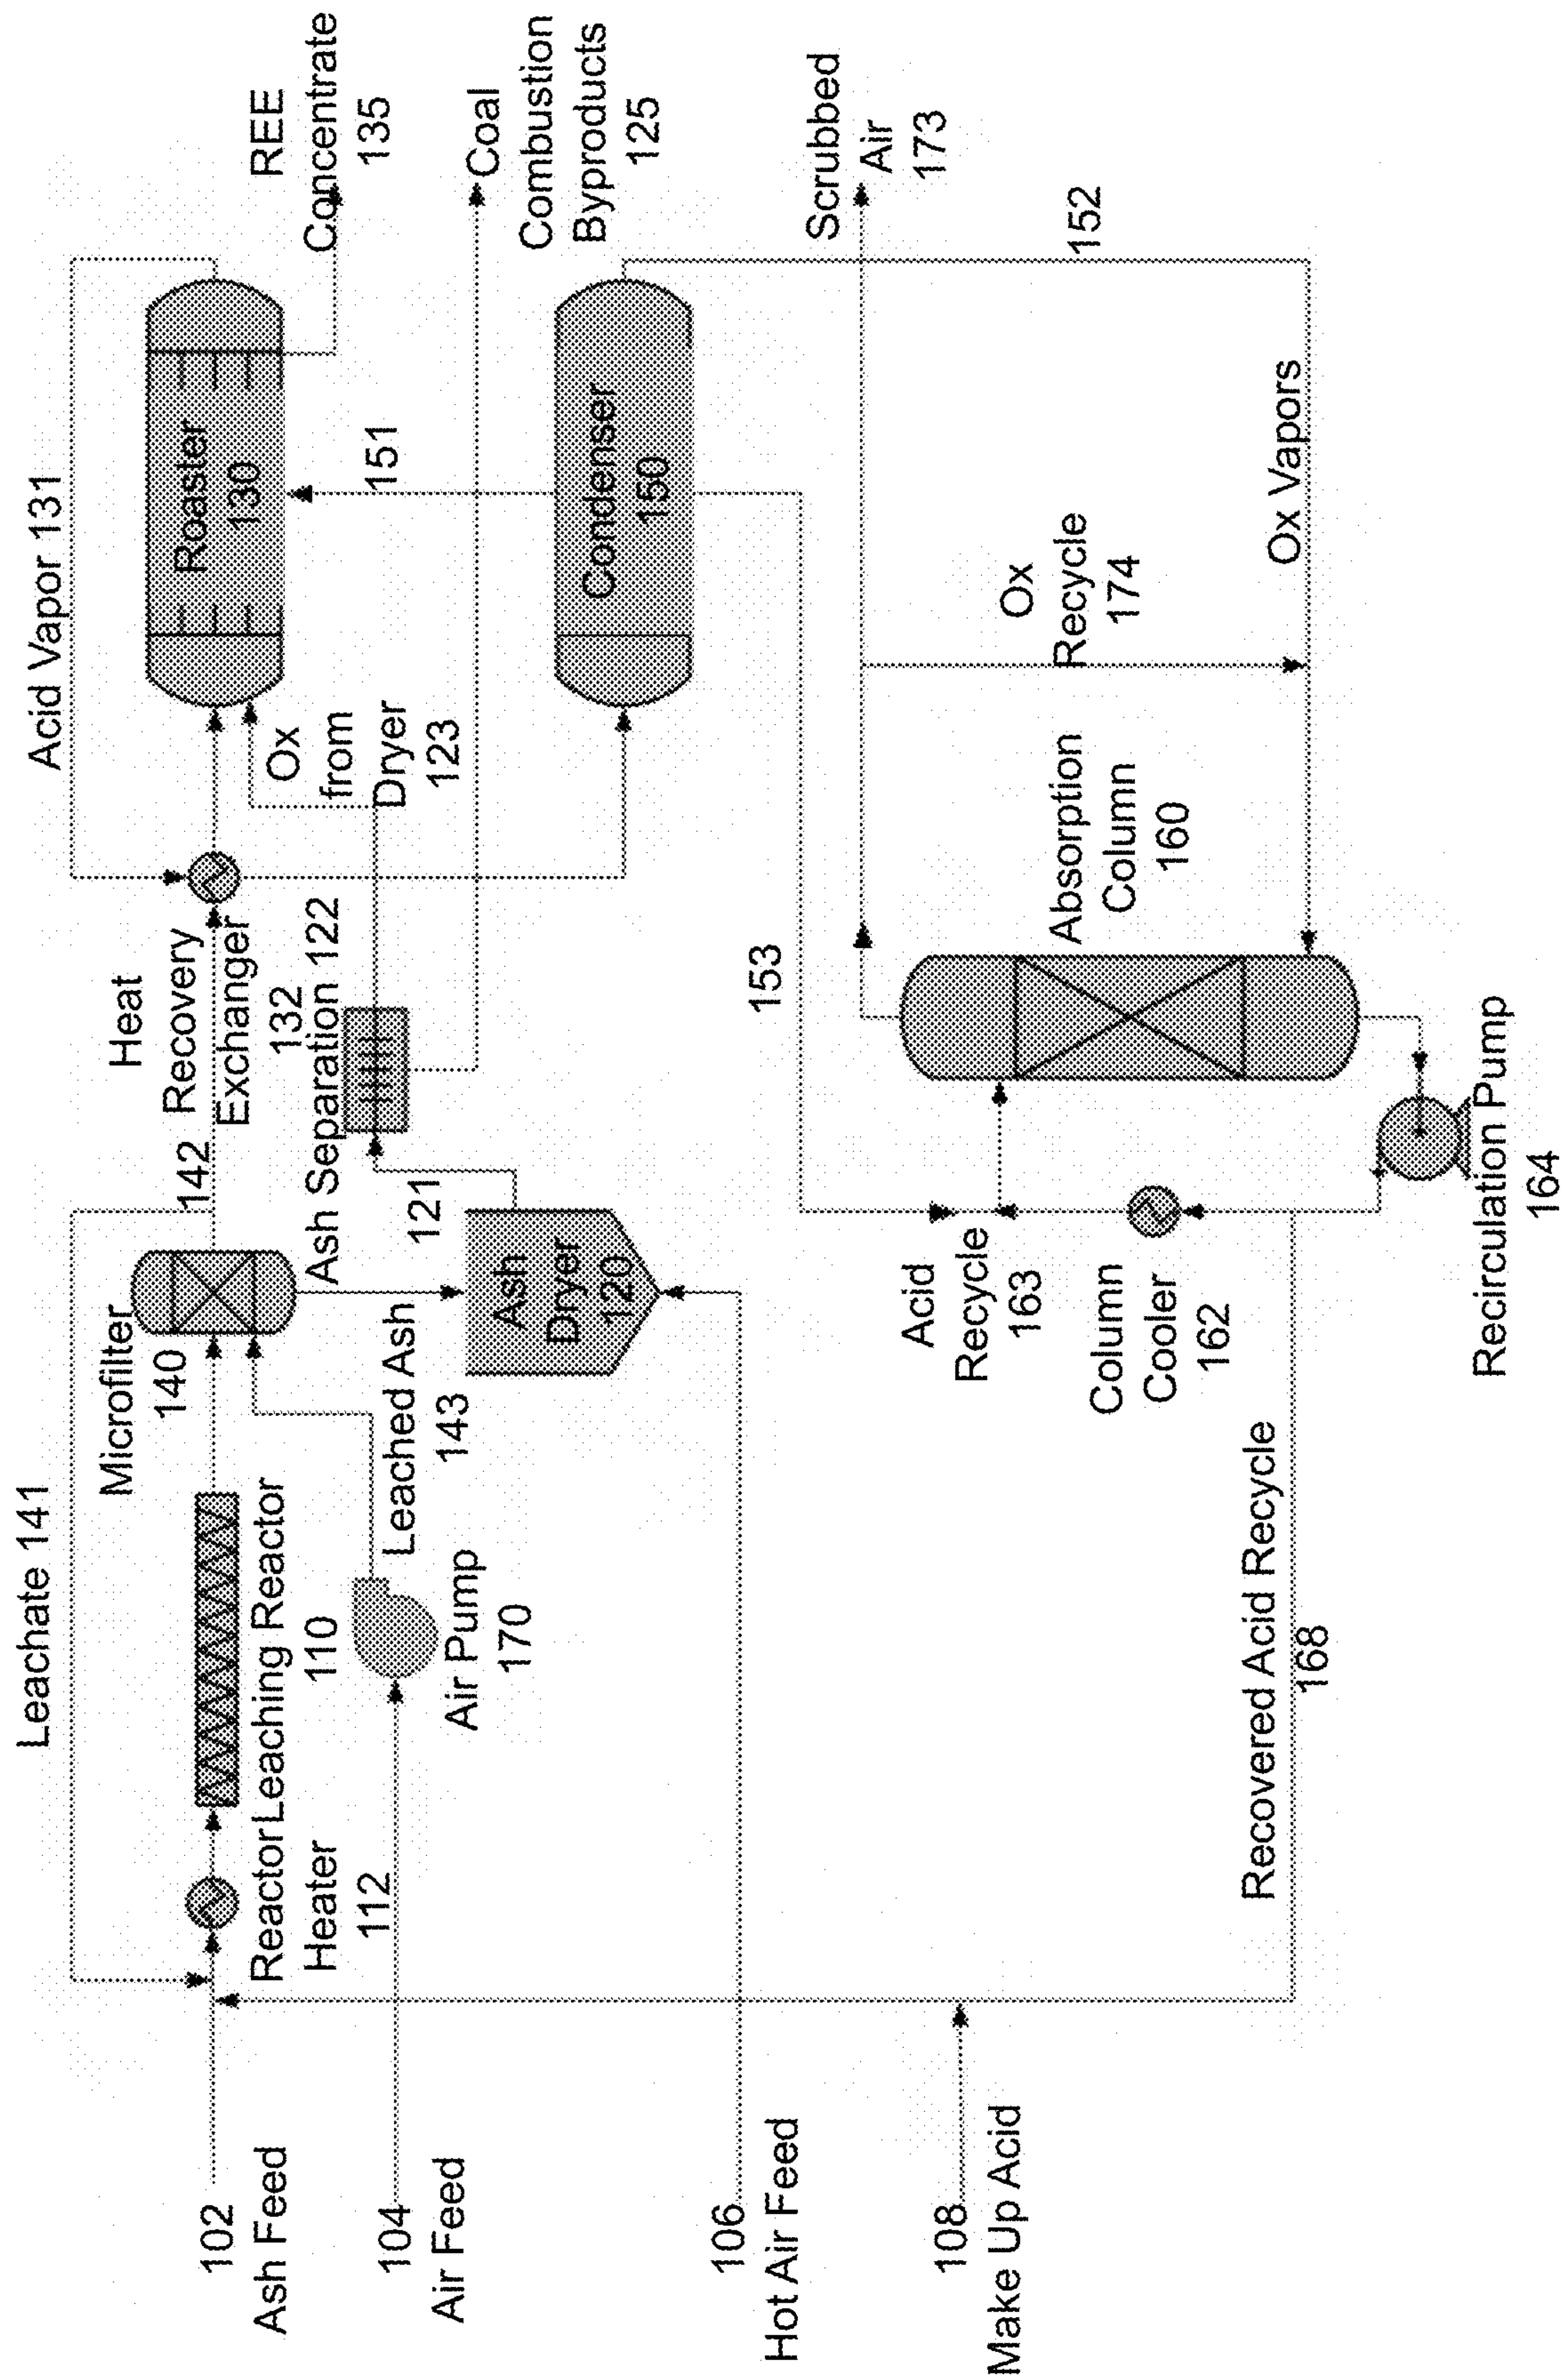 Leachate 141
Microfilter
140
142
Heat
Recovery
Exchanger
132
Acid Vapor 131
Roaster
130
REE
Concentrate
135
102
Ash Feed
Reactor
Heater
112
Leaching Reactor
110
Ash Separation 122
Ox
from
Dryer
123
151
Coal
Combustion
Byproducts
125
104
Air Feed
Air Pump
170
Leached Ash
143
121
Ash
Dryer
120
Condenser
150
106
Hot Air Feed
153
Scrubbed
Air
173
108
Make Up Acid
Acid
Recycle
163
Column
Cooler
162
Absorption
Column
160
Ox
Recycle
174
152
Ox Vapors
Recovered Acid Recycle
168
Recirculation Pump
164